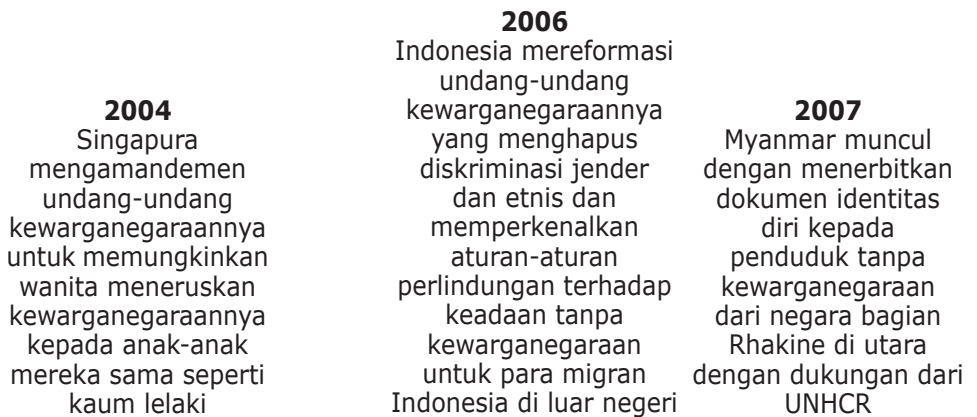 2004
Singapura
mengamandemen
undang-undang
kewarganegaraannya
untuk memungkinkan
wanita meneruskan
kewarganegaraannya
kepada anak-anak
mereka sama seperti
kaum lelaki
2006
Indonesia mereformasi
undang-undang
kewarganegaraannya
yang menghapus
diskriminasi jender
dan etnis dan
memperkenalkan
aturan-aturan
perlindungan terhadap
keadaan tanpa
kewarganegaraan
untuk para migran
Indonesia di luar negeri
2007
Myanmar muncul
dengan menerbitkan
dokumen identitas
diri kepada
penduduk tanpa
kewarganegaraan
dari negara bagian
Rhakine di utara
dengan dukungan dari
UNHCR